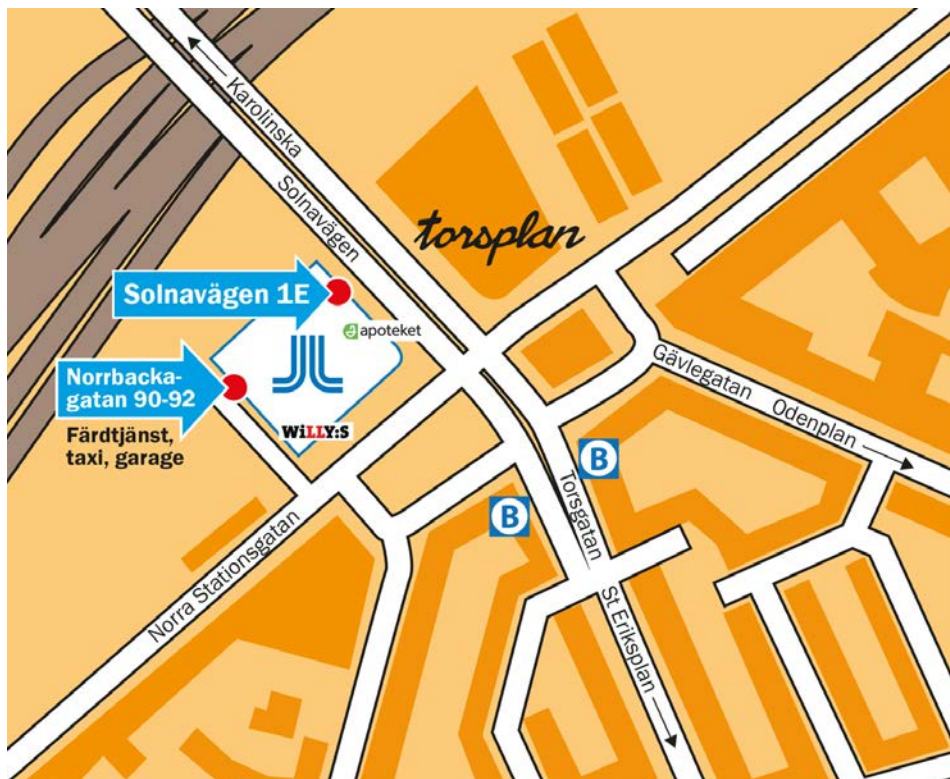 Karolinska
Solnavägen
torsplan
Solnavägen 1E
apoteket
Norrbacka-
gatan 90-92
Färdtjänst,
taxi, garage
WiLLY:S
Gävlegatan
Odenplan
B
B
Torsgatan
Norra Stationsgatan
St Eriksplan